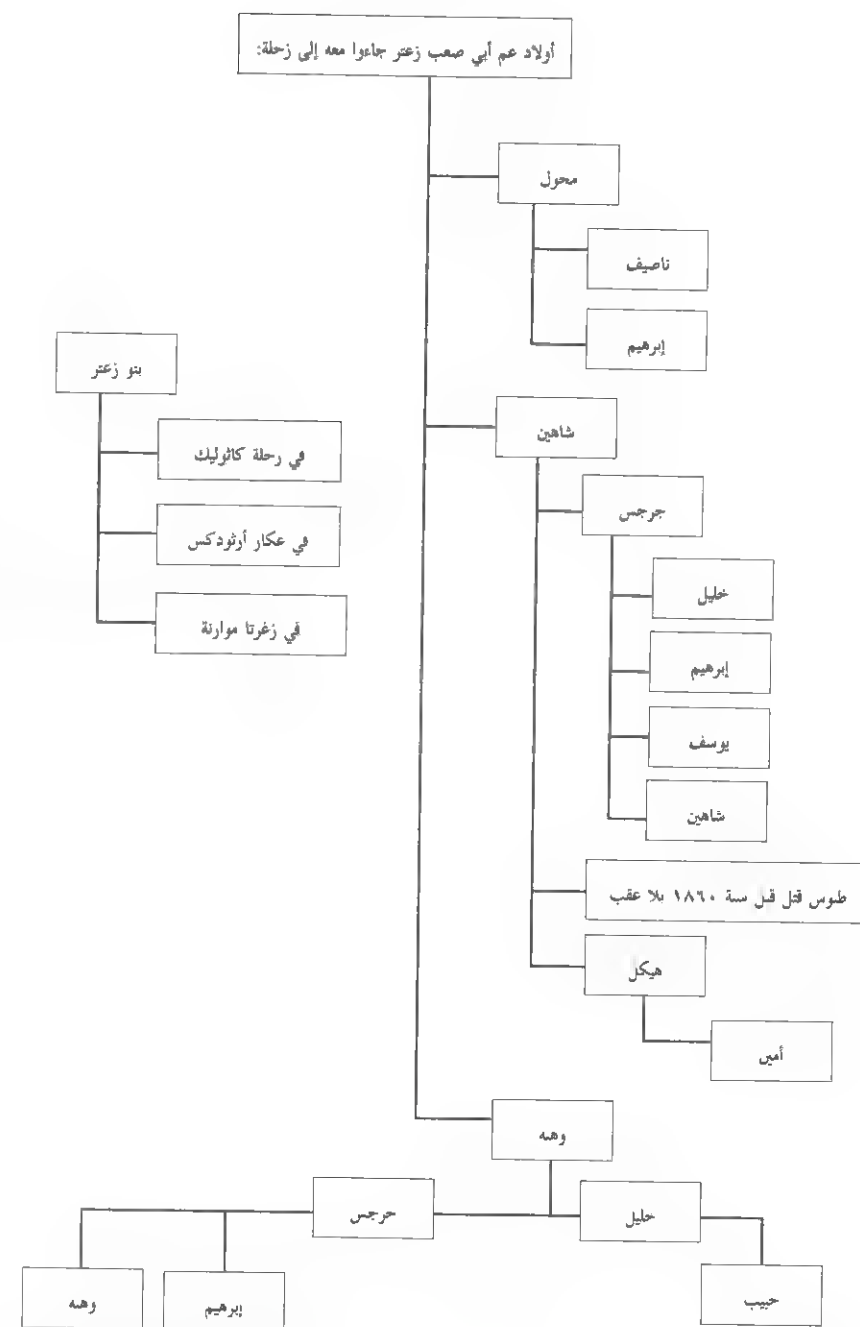 أولاد عم أبي صعب زعتر جاءوا معه إلى زحلة:
محول
ناصيف
إبرهيم
شاهين
جرجس
خليل
إبرهيم
يوسف
شاهين
طنوس قتل قبل سنة ١٨٦٠ بلا عقب
هيكل
أمين
وهبه
خليل
حبيب
جرجس
إبرهيم
وهبه
بنو زعتر
في زحلة كاثوليك
في عكار أرثودكس
في زغرتا موارنة